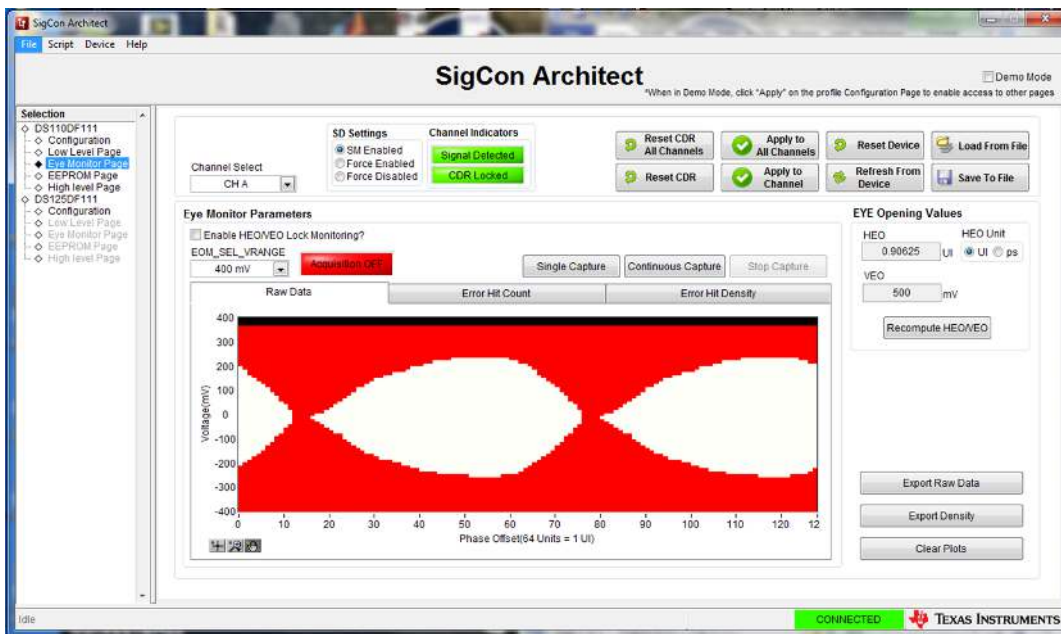 SigCon Architect
File Script Device Help
SigCon Architect
Demo Mode
*When in Demo Mode, click "Apply" on the profile Configuration Page to enable access to other pages
Selection
DS110DF111
Configuration
Low Level Page
Eye Monitor Page
EEPROM Page
High level Page
DS125DF111
Configuration
Low Level Page
Eye Monitor Page
EEPROM Page
High level Page
Channel Select
CH A
SD Settings
SM Enabled
Force Enabled
Force Disabled
Channel Indicators
Signal Detected
CDR Locked
Reset CDR
All Channels
Apply to
All Channels
Reset Device
Load From File
Reset CDR
Apply to
Channel
Refresh From
Device
Save To File
Eye Monitor Parameters
Enable HEO/VEO Lock Monitoring?
EOM_SEL_VRANGE
400 mV
Acquisition OFF
Single Capture
Continuous Capture
Stop Capture
Raw Data
Error Hit Count
Error Hit Density
Voltage(mV)
400
300
200
100
0
-100
-200
-300
-400
0 10 20 30 40 50 60 70 80 90 100 110 120 12
Phase Offset(64 Units = 1 UI)
EYE Opening Values
HEO
HEO Unit
0.90625 UI
UI ps
VEO
500 mV
Recompute HEO/VEO
Export Raw Data
Export Density
Clear Plots
Idle
CONNECTED
TEXAS INSTRUMENTS